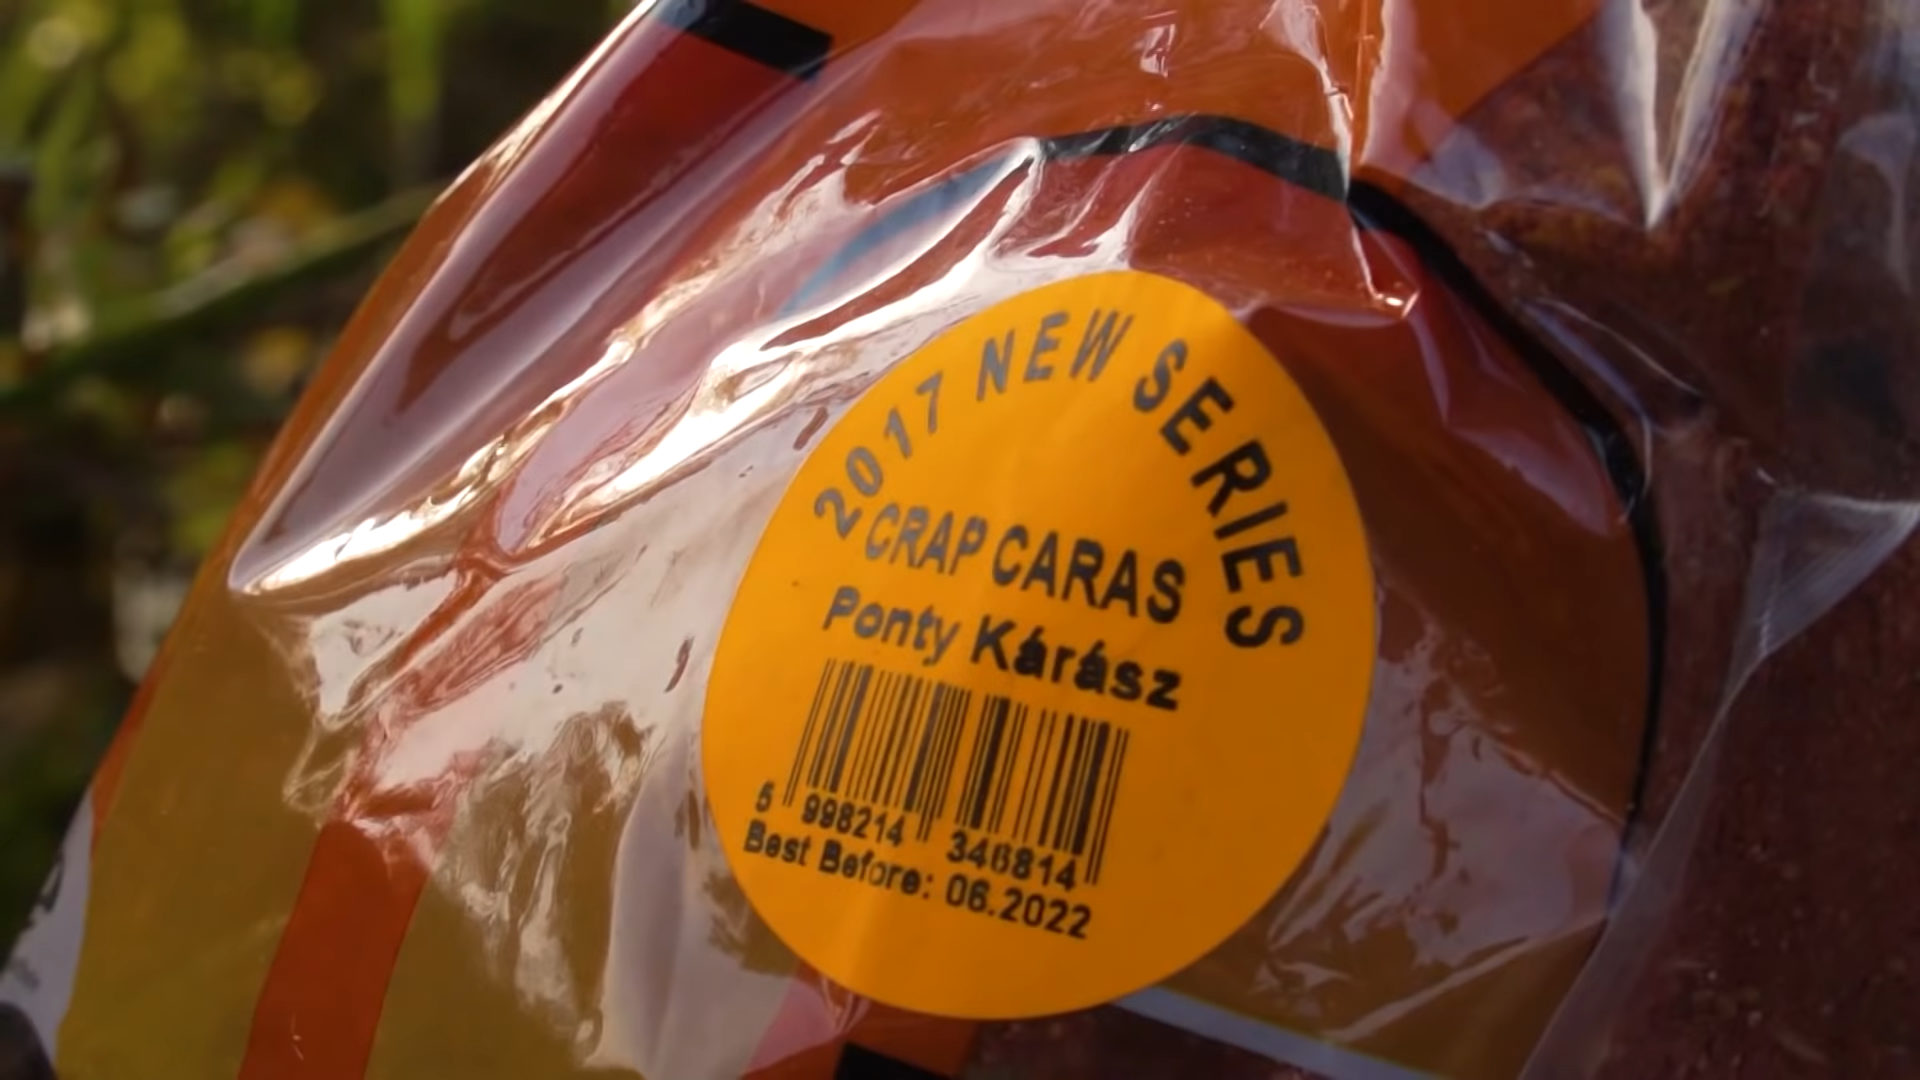 2017 NEW SERIES
CRAP CARAS
Ponty Kárász
5 998214 346814
Best Before: 06.2022